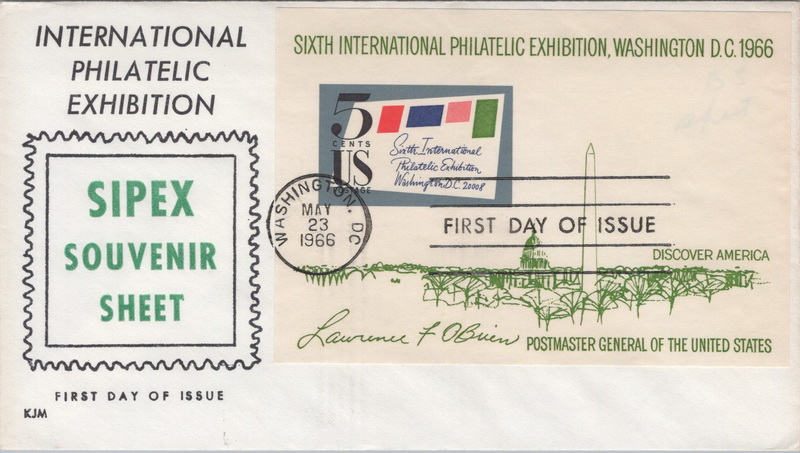 INTERNATIONAL
PHILATELIC
EXHIBITION
SIPEX
SOUVENIR
SHEET
FIRST DAY OF ISSUE
KJM
SIXTH INTERNATIONAL PHILATELIC EXHIBITION, WASHINGTON D.C. 1966
5
CENTS
US
Sixth International
Philatelic Exhibition
Washington D.C. 20008
WASHINGTON, DC
MAY
23
1966
FIRST DAY OF ISSUE
DISCOVER AMERICA
Lawrence F O'Brien
POSTMASTER GENERAL OF THE UNITED STATES